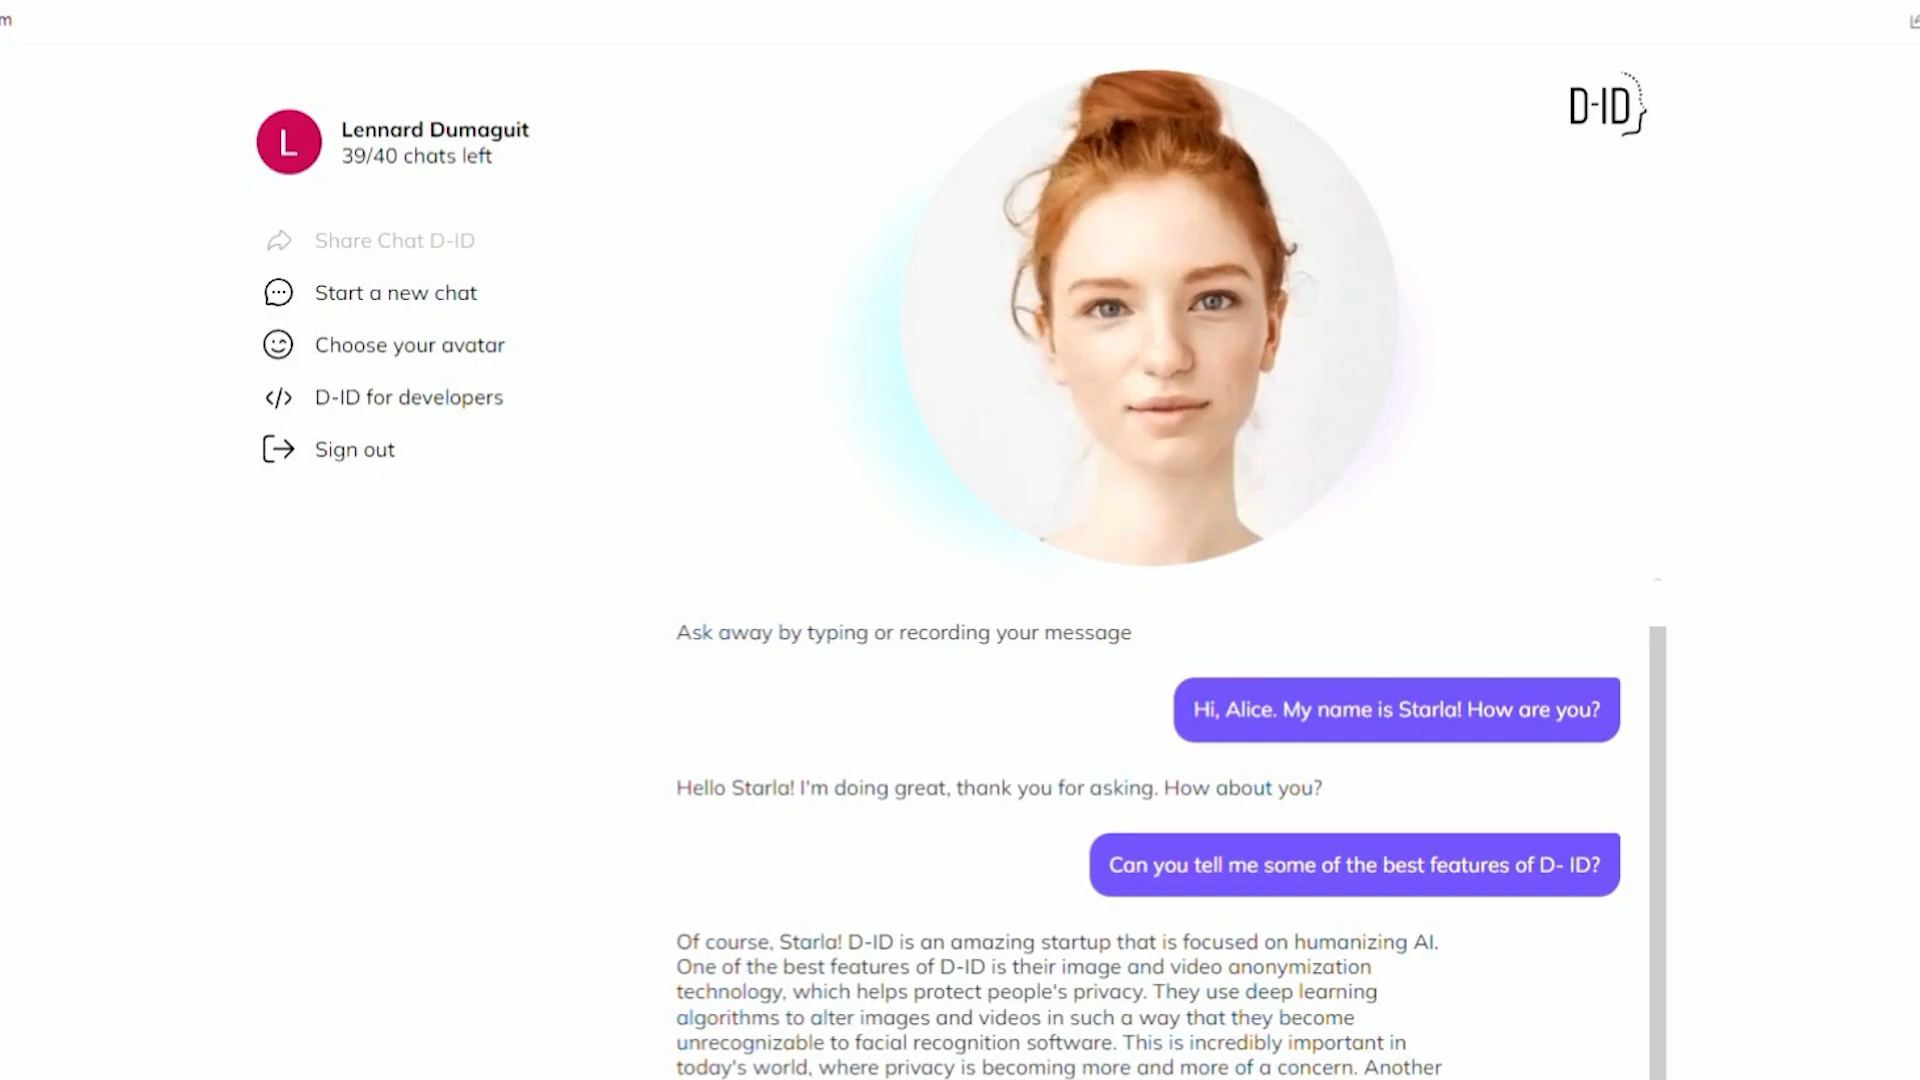 m
D-ID
L
Lennard Dumaguit
39/40 chats left
Share Chat D-ID
Start a new chat
Choose your avatar
D-ID for developers
Sign out
Ask away by typing or recording your message
Hi, Alice. My name is Starla! How are you?
Hello Starla! I'm doing great, thank you for asking. How about you?
Can you tell me some of the best features of D- ID?
Of course, Starla! D-ID is an amazing startup that is focused on humanizing AI.
One of the best features of D-ID is their image and video anonymization
technology, which helps protect people's privacy. They use deep learning
algorithms to alter images and videos in such a way that they become
unrecognizable to facial recognition software. This is incredibly important in
today's world, where privacy is becoming more and more of a concern. Another